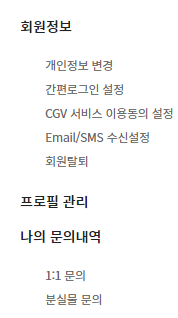 회원정보
개인정보 변경
간편로그인 설정
CGV 서비스 이용동의 설정
Email/SMS 수신설정
회원탈퇴
프로필 관리
나의 문의내역
1:1 문의
분실물 문의